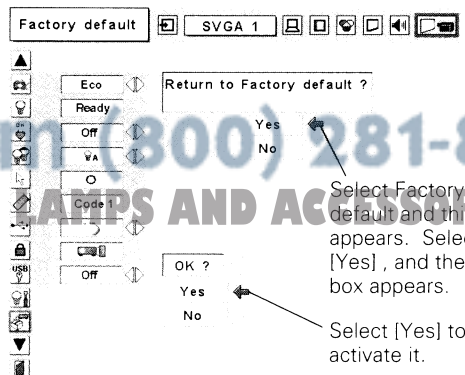 Factory default
SVGA 1
Eco
Return to Factory default ?
Ready
Yes
Off
No
Code 1
Off
OK ?
Yes
No
Select Factory
default and thi
appears. Selec
[Yes] , and the
box appears.
Select [Yes] to
activate it.
m (800) 281-8
LAMPS AND ACCESSOR
USB